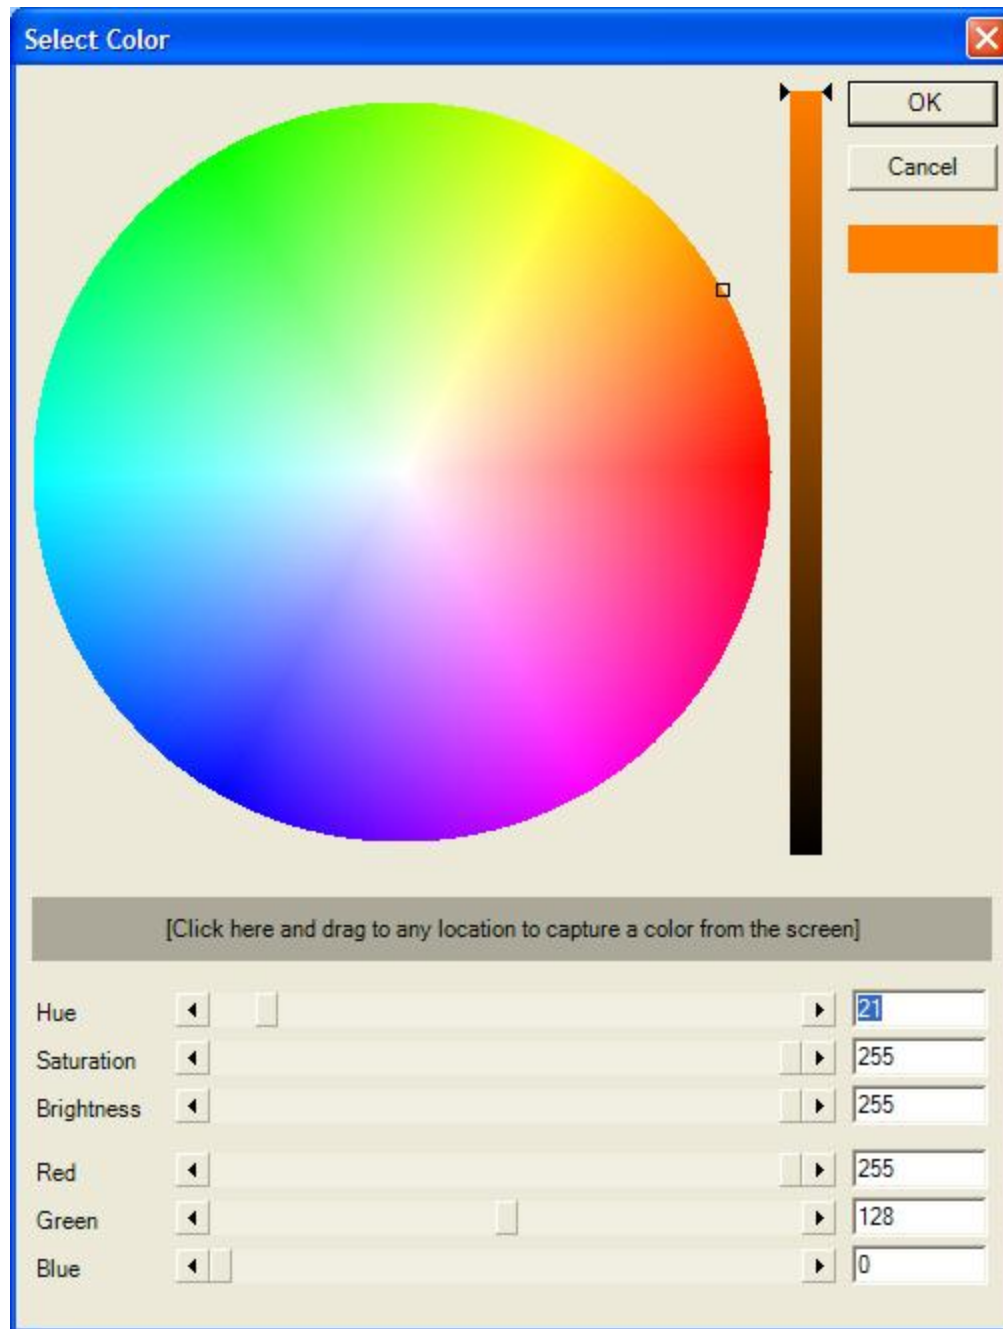 Select Color
OK
Cancel
[Click here and drag to any location to capture a color from the screen]
Hue 21
Saturation 255
Brightness 255
Red 255
Green 128
Blue 0